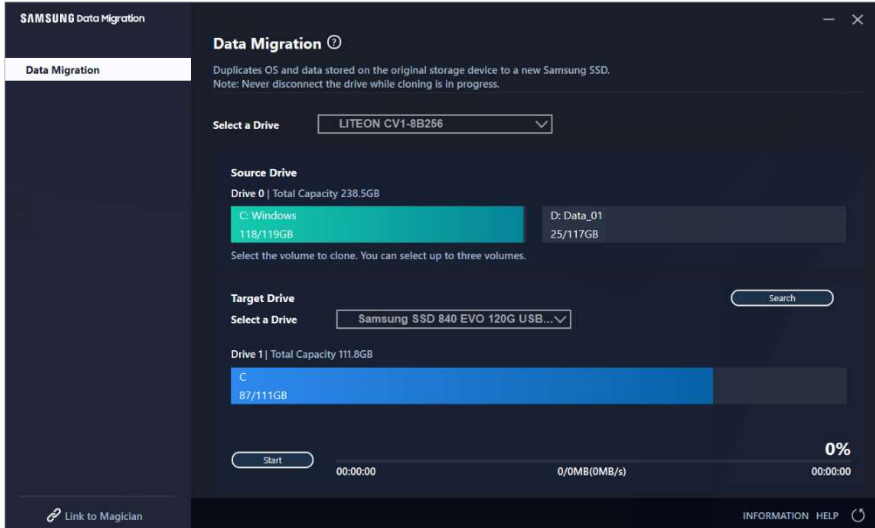 SAMSUNG Data Migration
Data Migration
Data Migration ?
Duplicates OS and data stored on the original storage device to a new Samsung SSD.
Note: Never disconnect the drive while cloning is in progress.
Select a Drive LITEON CV1-8B256
Source Drive
Drive 0 | Total Capacity 238.5GB
C: Windows D: Data_01
118/119GB 25/117GB
Select the volume to clone. You can select up to three volumes.
Target Drive Search
Select a Drive Samsung SSD 840 EVO 120G USB...
Drive 1 | Total Capacity 111.8GB
C
87/111GB
0%
Start 00:00:00 0/0MB(0MB/s) 00:00:00
Link to Magician INFORMATION HELP